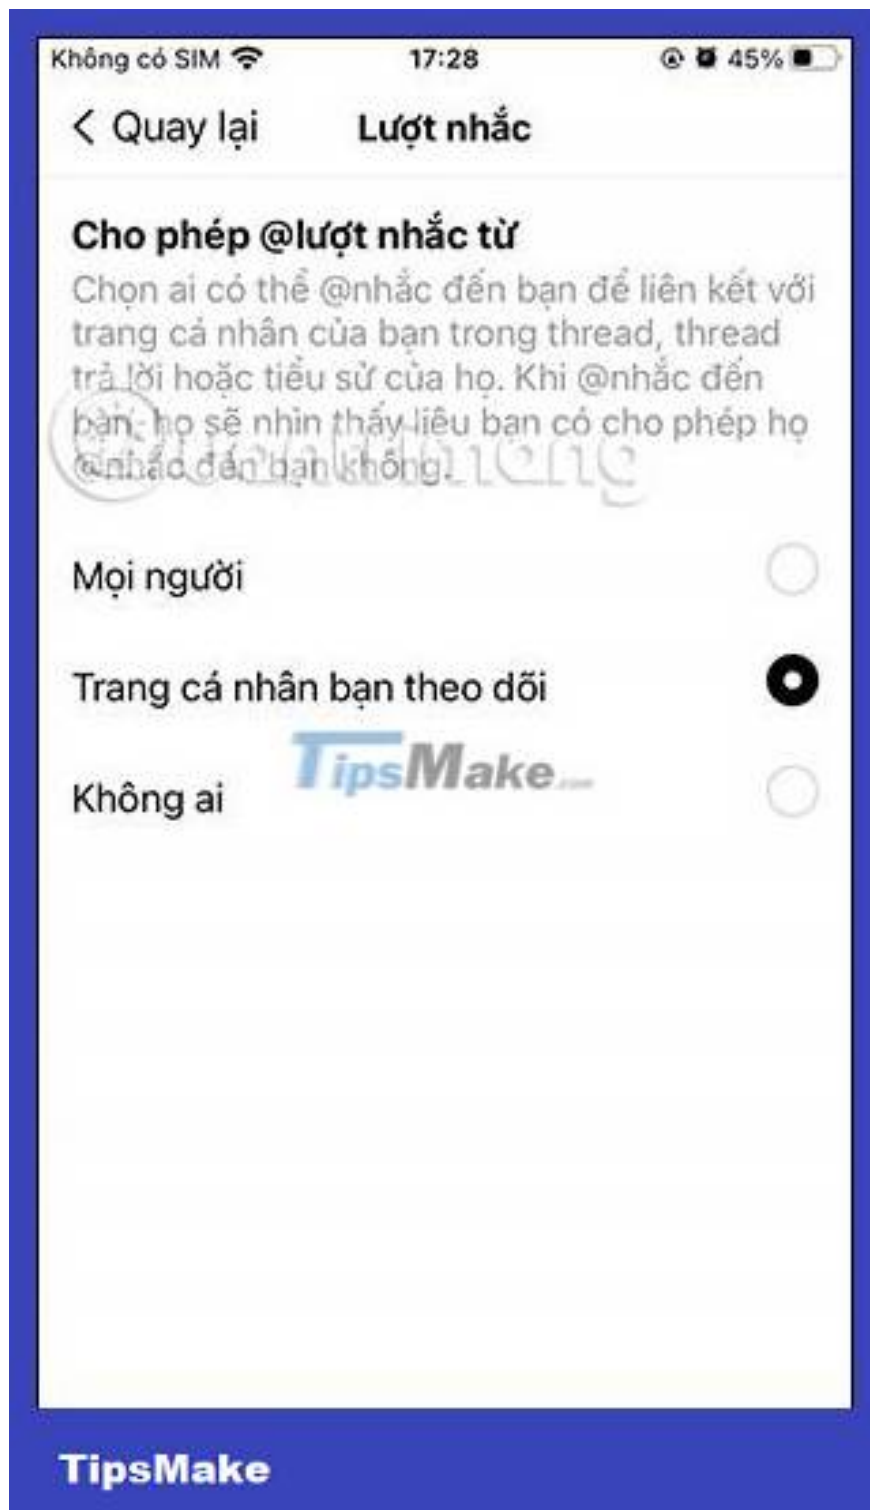 Không có SIM 17:28 45%
Quay lại Lượt nhắc
Cho phép @lượt nhắc từ
Chọn ai có thể @nhắc đến bạn để liên kết với
trang cá nhân của bạn trong thread, thread
trả lời hoặc tiểu sử của họ. Khi @nhắc đến
bạn, họ sẽ nhìn thấy liệu bạn có cho phép họ
@nhắc đến bạn không.
Mọi người
Trang cá nhân bạn theo dõi
TipsMake.com
Không ai
TipsMake